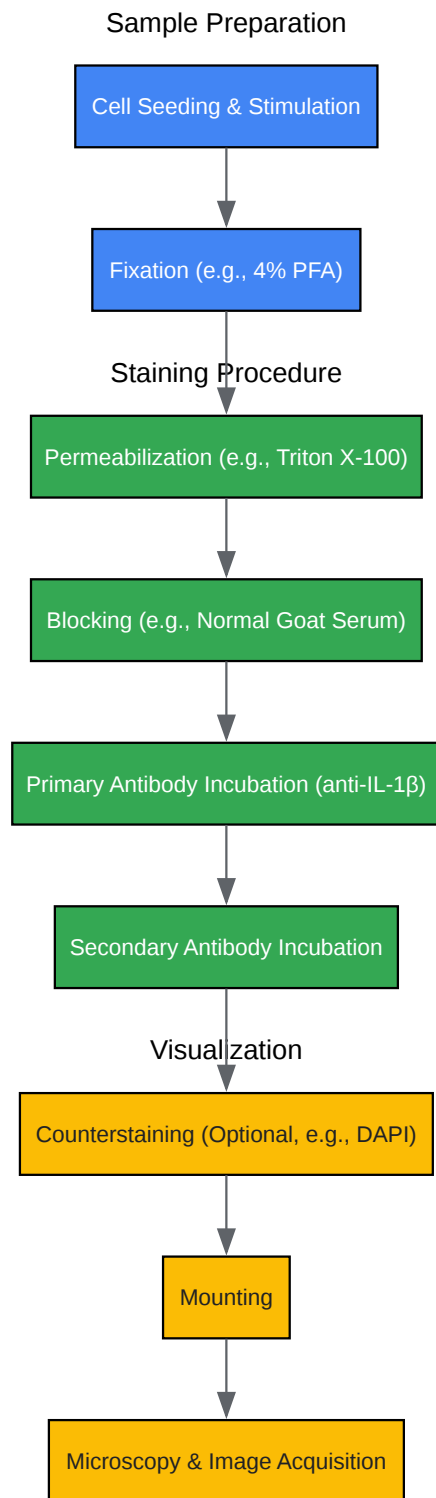 Sample Preparation
Cell Seeding & Stimulation
Fixation (e.g., 4% PFA)
Staining Procedure
Permeabilization (e.g., Triton X-100)
Blocking (e.g., Normal Goat Serum)
Primary Antibody Incubation (anti-IL-1β)
Secondary Antibody Incubation
Visualization
Counterstaining (Optional, e.g., DAPI)
Mounting
Microscopy & Image Acquisition